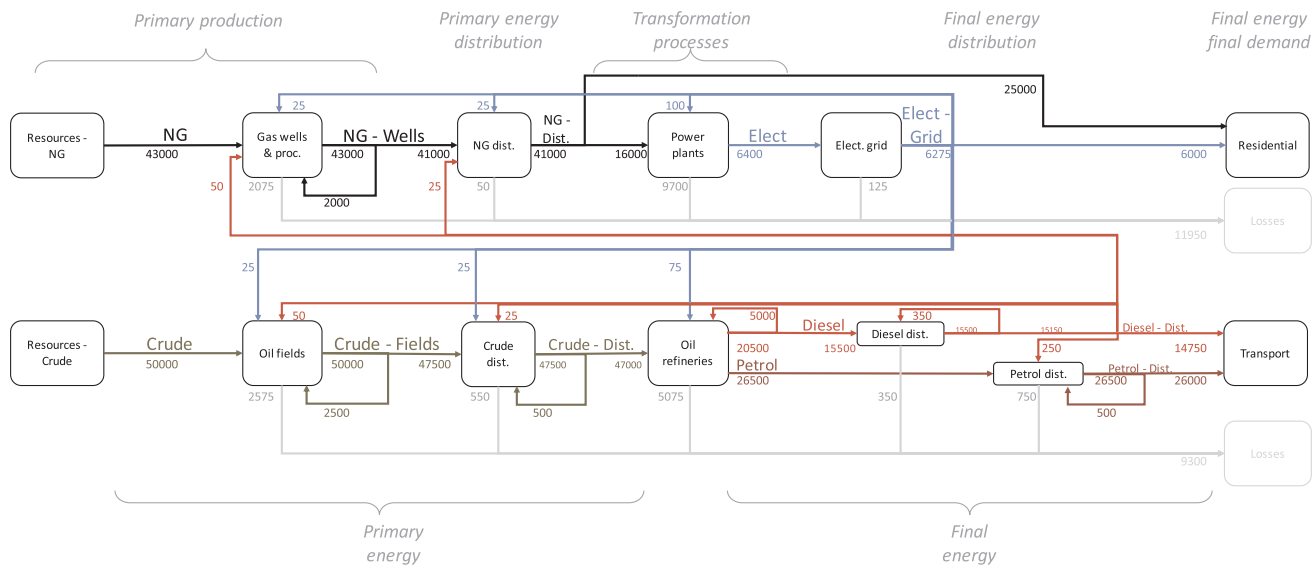 Primary production
Primary energy
distribution
Transformation
processes
Final energy
distribution
Final energy
final demand
25000
25
25
100
Elect -
Grid
Resources -
NG
NG
43000
Gas wells
& proc.
NG - Wells
43000
41000
NG dist.
NG -
Dist.
41000
16000
Power
plants
Elect
6400
Elect. grid
6275
6000
Residential
50
2075
2000
25
50
9700
125
Losses
11950
25
25
75
50
25
5000
350
Resources -
Crude
Crude
50000
Oil fields
Crude - Fields
50000
47500
Crude
dist.
Crude - Dist.
47500
47000
Oil
refineries
Diesel
20500
15500
Diesel dist.
15500
15150
Diesel - Dist.
14750
250
Transport
Petrol
26500
Petrol dist.
Petrol - Dist.
26500
26000
2575
2500
550
500
5075
350
750
500
Losses
9300
Primary
energy
Final
energy